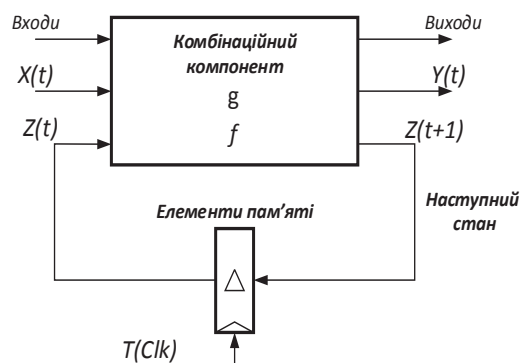 Входи
Комбінаційний
компонент
Виходи
X(t)
g
Y(t)
Z(t)
f
Z(t+1)
Елементи пам’яті
Наступний
стан
T(Clk)